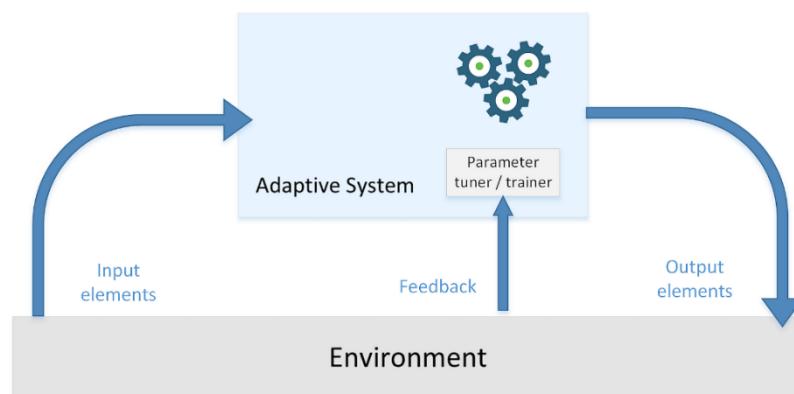 Parameter
tuner / trainer
Adaptive System
Input
elements
Feedback
Output
elements
Environment